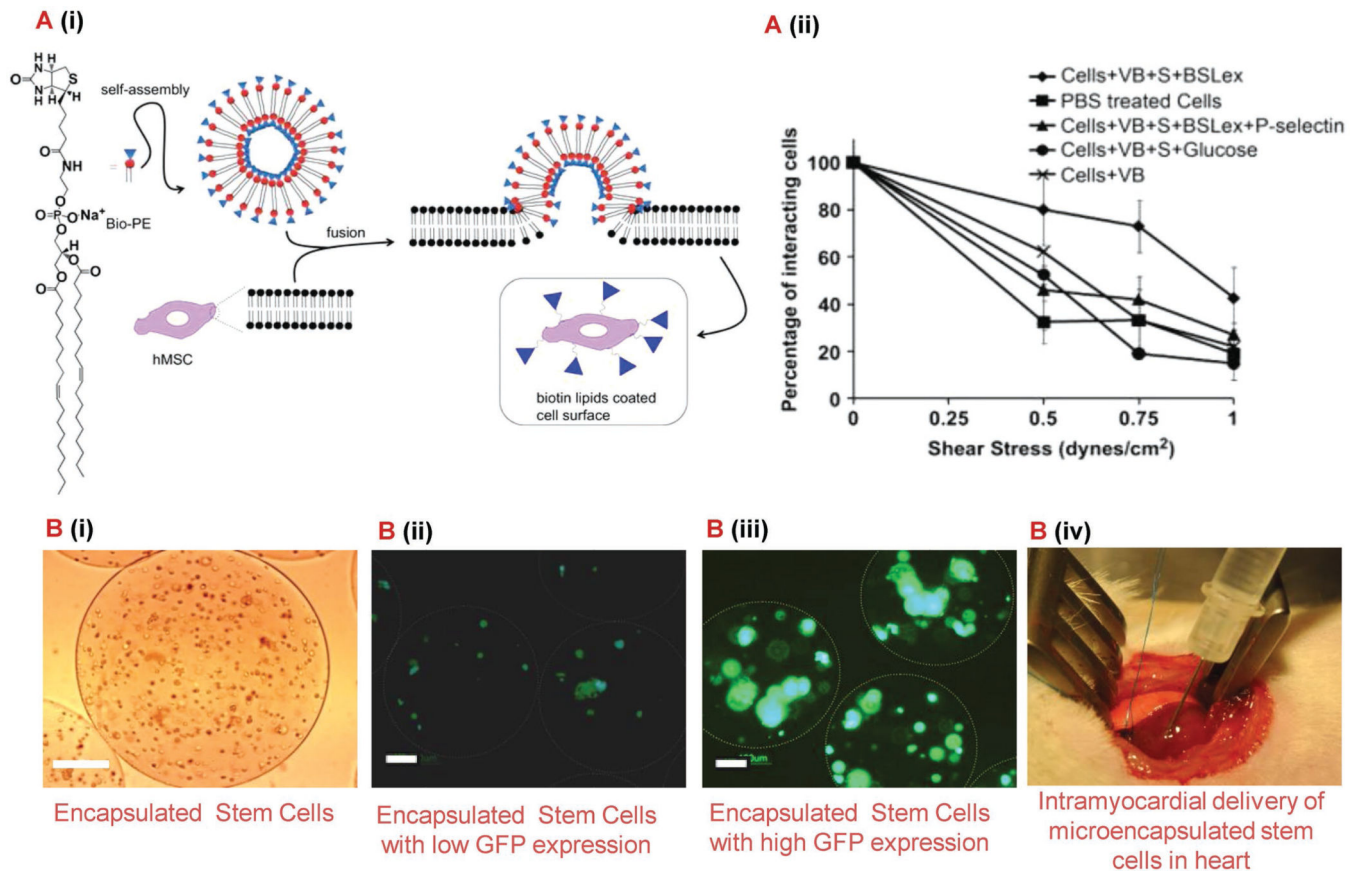 A (i)
H
H
N
O
S
N
H
H
H
self-assembly
O
NH
O
O=P-O-Na⁺
O
Bio-PE
H
O
O
O
O
hMSC
fusion
biotin lipids coated
cell surface
A (ii)
Cells+VB+S+BSLex
PBS treated Cells
Cells+VB+S+BSLex+P-selectin
Cells+VB+S+Glucose
Cells+VB
Percentage of interacting cells
100
80
60
40
20
0
0
0.25
0.5
0.75
1
Shear Stress (dynes/cm²)
B (i)
Encapsulated Stem Cells
B (ii)
Encapsulated Stem Cells
with low GFP expression
B (iii)
Encapsulated Stem Cells
with high GFP expression
B (iv)
Intramyocardial delivery of
microencapsulated stem
cells in heart